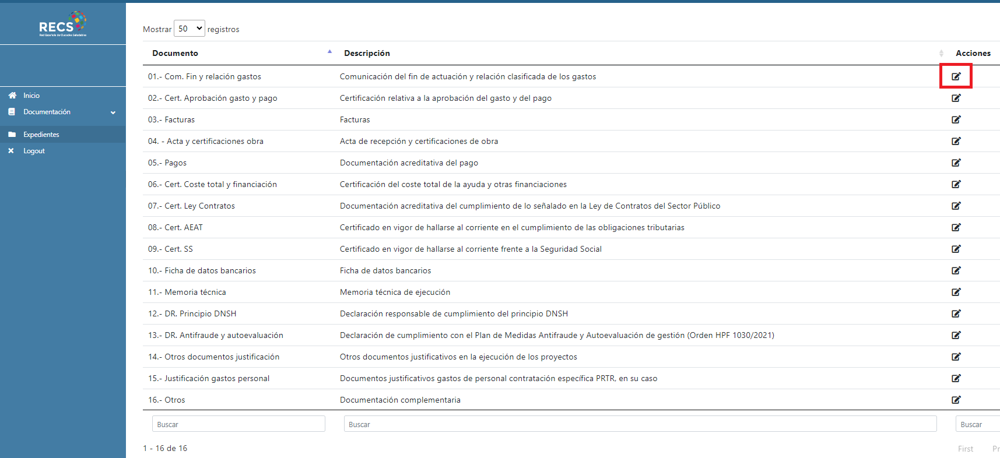 RECS
Red Española de Ciudades Saludables
Inicio
Documentación
Expedientes
Logout
Mostrar 50 registros
Documento Descripción Acciones
01.- Com. Fin y relación gastos Comunicación del fin de actuación y relación clasificada de los gastos
02.- Cert. Aprobación gasto y pago Certificación relativa a la aprobación del gasto y del pago
03.- Facturas Facturas
04. - Acta y certificaciones obra Acta de recepción y certificaciones de obra
05.- Pagos Documentación acreditativa del pago
06.- Cert. Coste total y financiación Certificación del coste total de la ayuda y otras financiaciones
07.- Cert. Ley Contratos Documentación acreditativa del cumplimiento de lo señalado en la Ley de Contratos del Sector Público
08.- Cert. AEAT Certificado en vigor de hallarse al corriente en el cumplimiento de las obligaciones tributarias
09.- Cert. SS Certificado en vigor de hallarse al corriente frente a la Seguridad Social
10.- Ficha de datos bancarios Ficha de datos bancarios
11.- Memoria técnica Memoria técnica de ejecución
12.- DR. Principio DNSH Declaración responsable de cumplimiento del principio DNSH
13.- DR. Antifraude y autoevaluación Declaración de cumplimiento con el Plan de Medidas Antifraude y Autoevaluación de gestión (Orden HPF 1030/2021)
14.- Otros documentos justificación Otros documentos justificativos en la ejecución de los proyectos
15.- Justificación gastos personal Documentos justificativos gastos de personal contratación específica PRTR, en su caso
16.- Otros Documentación complementaria
Buscar Buscar Buscar
1 - 16 de 16
First Pr